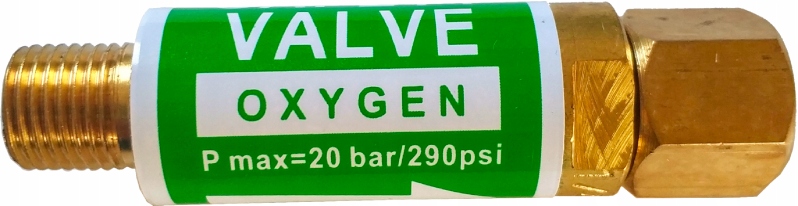 VALVE
OXYGEN
P max=20 bar/290psi